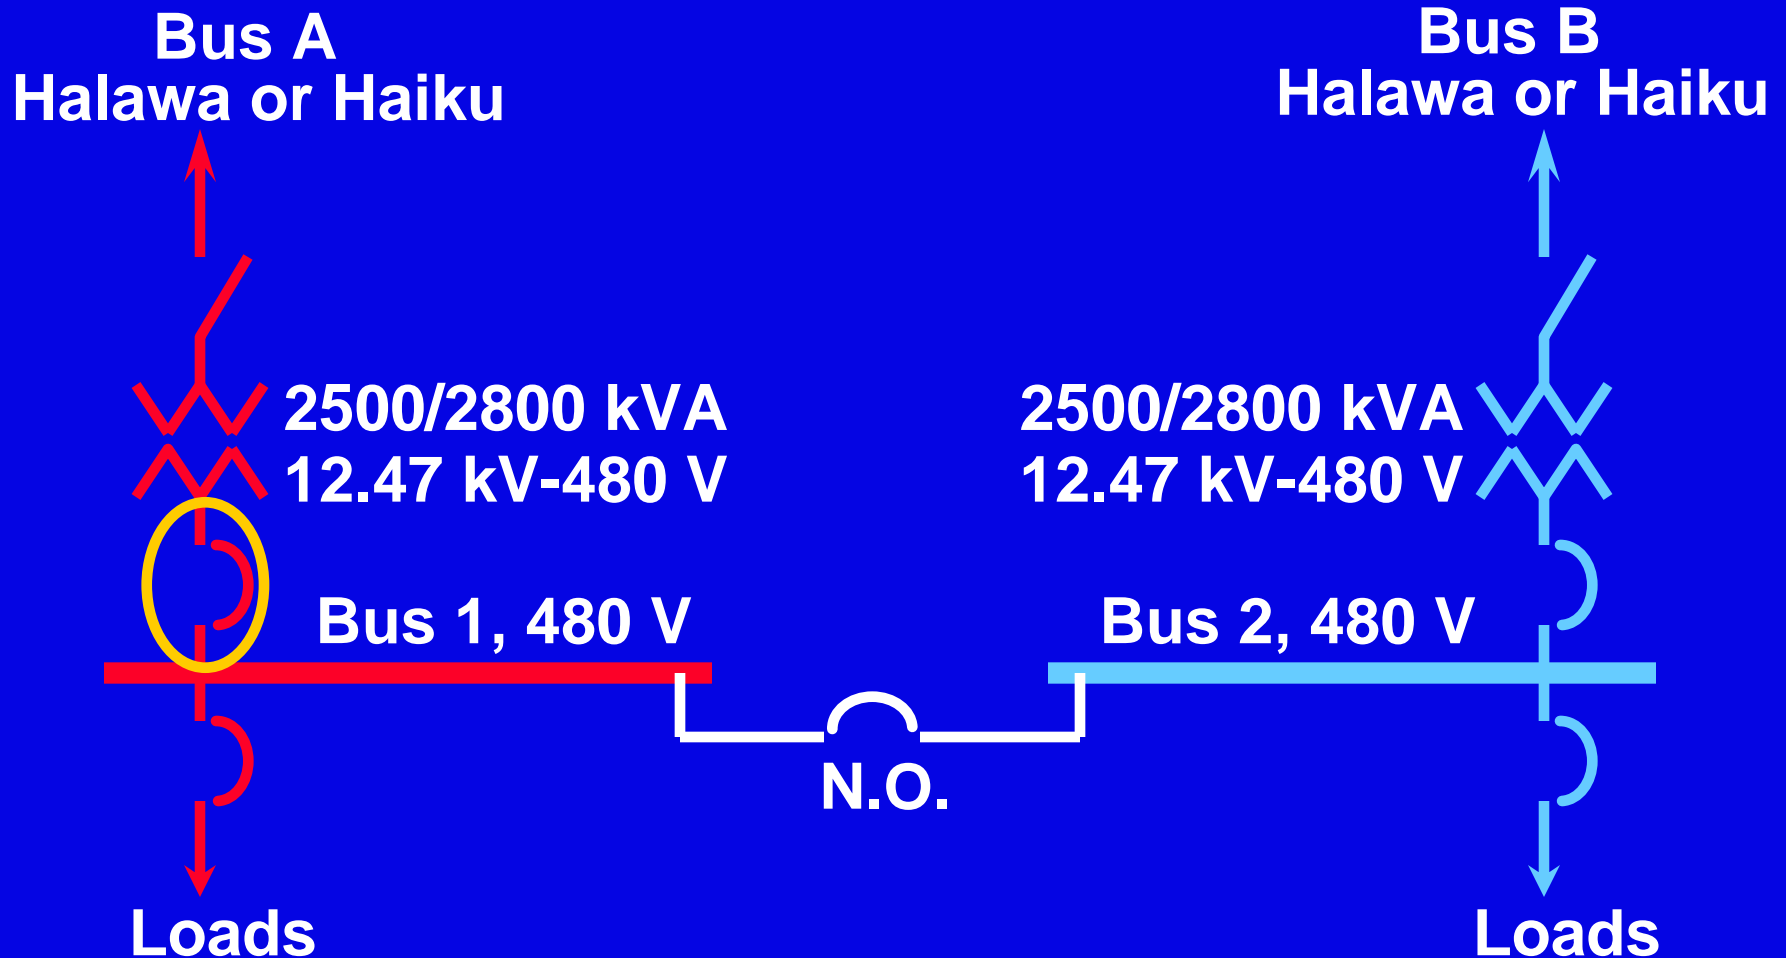 Bus A
Halawa or Haiku
Bus B
Halawa or Haiku
2500/2800 kVA
12.47 kV-480 V
2500/2800 kVA
12.47 kV-480 V
Bus 1, 480 V
Bus 2, 480 V
N.O.
Loads
Loads